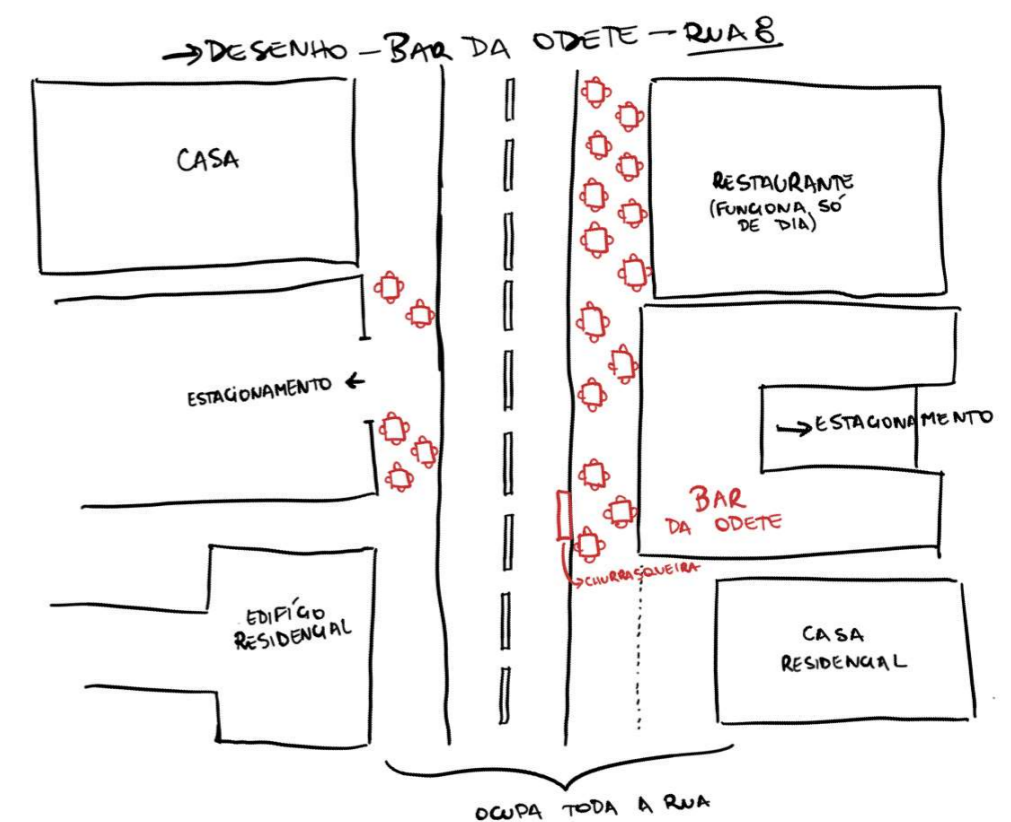 →DESENHO - BAR DA ODETE - RUA 8
CASA
RESTAURANTE
(FUNCIONA SÓ
DE DIA)
ESTACIONAMENTO ←
→ESTACIONAMENTO
BAR
DA ODETE
CHURRASQUEIRA
EDIFÍCIO
RESIDENCIAL
CASA
RESIDENCIAL
OCUPA TODA A RUA